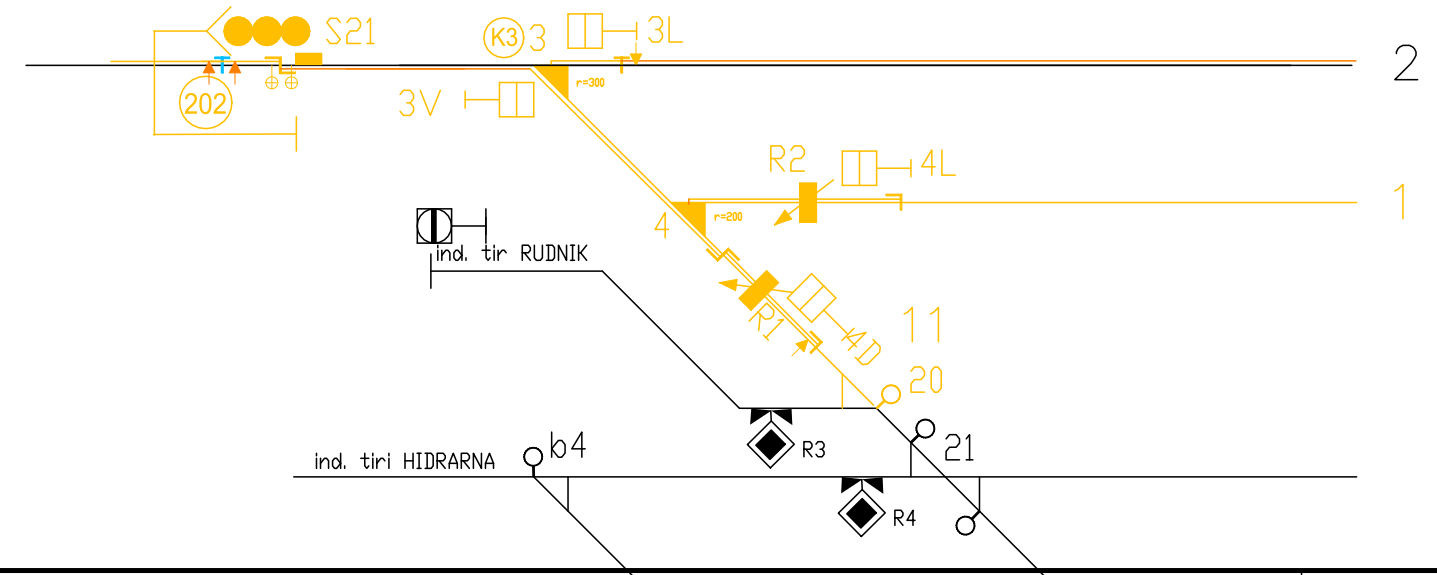 S21
K3 3
3L
2
202
3V
r=300
R2
4L
1
4
r=200
ind. tir RUDNIK
R1
4D
11
20
b4
21
R3
ind. tiri HIDRARNA
R4